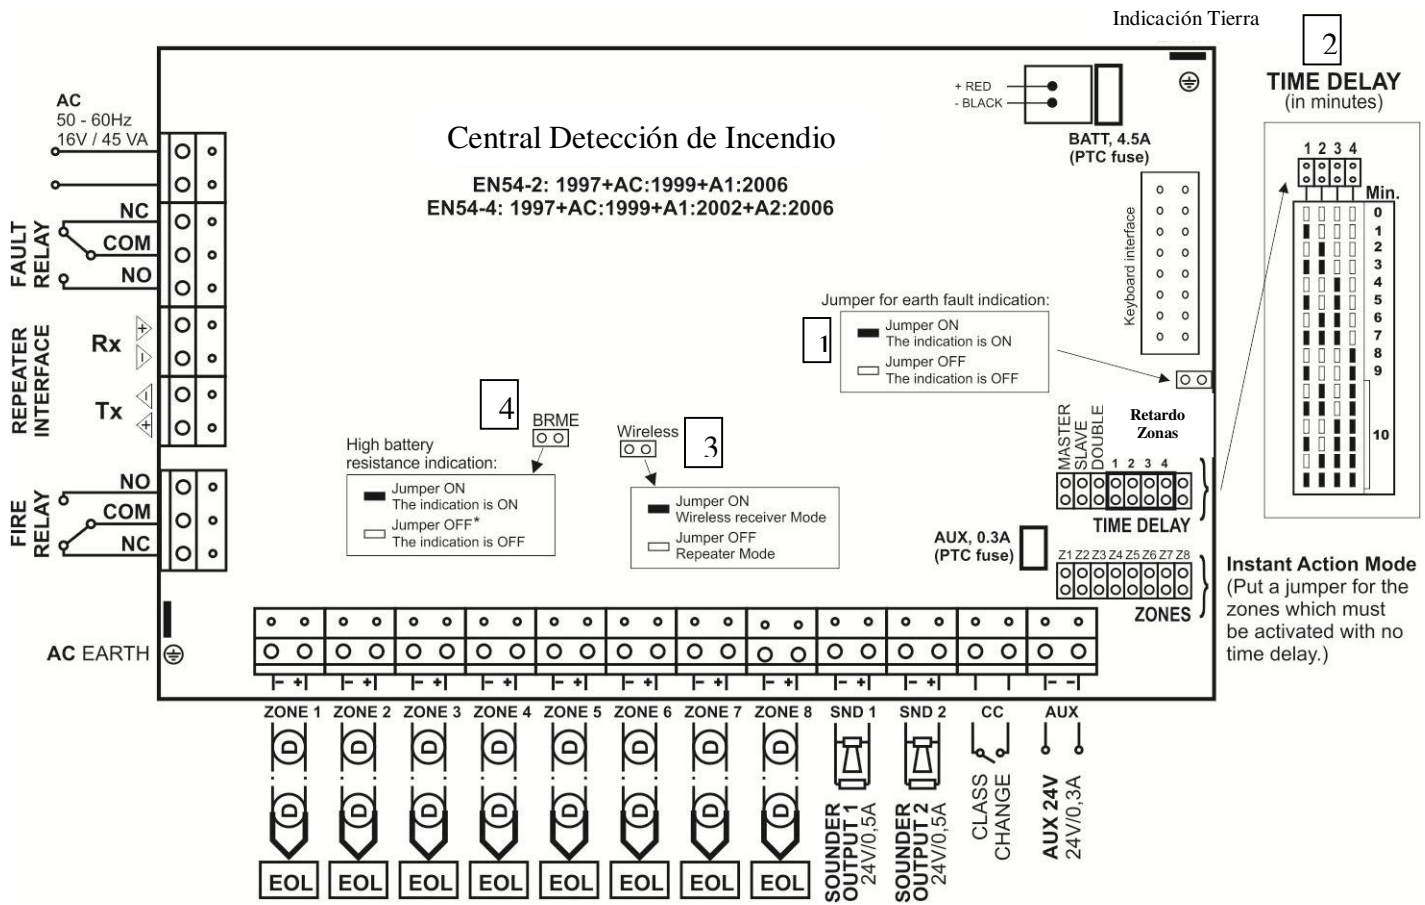 Indicación Tierra
2
TIME DELAY
(in minutes)
1 2 3 4
Min.
0
1
2
3
4
5
6
7
8
9
10
AC
50 - 60Hz
16V / 45 VA
+ RED
- BLACK
BATT, 4.5A
(PTC fuse)
Central Detección de Incendio
EN54-2: 1997+AC:1999+A1:2006
EN54-4: 1997+AC:1999+A1:2002+A2:2006
FAULT
RELAY
NC
COM
NO
Keyboard interface
REPEATER
INTERFACE
Rx
+
−
Tx
−
+
1
Jumper for earth fault indication:
Jumper ON
The indication is ON
Jumper OFF
The indication is OFF
4
BRME
High battery
resistance indication:
Jumper ON
The indication is ON
Jumper OFF*
The indication is OFF
Wireless
3
Jumper ON
Wireless receiver Mode
Jumper OFF
Repeater Mode
MASTER
SLAVE
DOUBLE
Retardo
Zonas
1 2 3 4
TIME DELAY
FIRE
RELAY
NO
COM
NC
AUX, 0.3A
(PTC fuse)
Z1 Z2 Z3 Z4 Z5 Z6 Z7 Z8
ZONES
Instant Action Mode
(Put a jumper for the
zones which must
be activated with no
time delay.)
AC EARTH
− + − + − + − + − + − + − + − + − + − + − −
ZONE 1 ZONE 2 ZONE 3 ZONE 4 ZONE 5 ZONE 6 ZONE 7 ZONE 8 SND 1 SND 2 CC AUX
D D D D D D D D
D D D D D D D D
EOL EOL EOL EOL EOL EOL EOL EOL
SOUNDER
OUTPUT 1
24V/0,5A
SOUNDER
OUTPUT 2
24V/0,5A
CLASS
CHANGE
AUX 24V
24V/0,3A